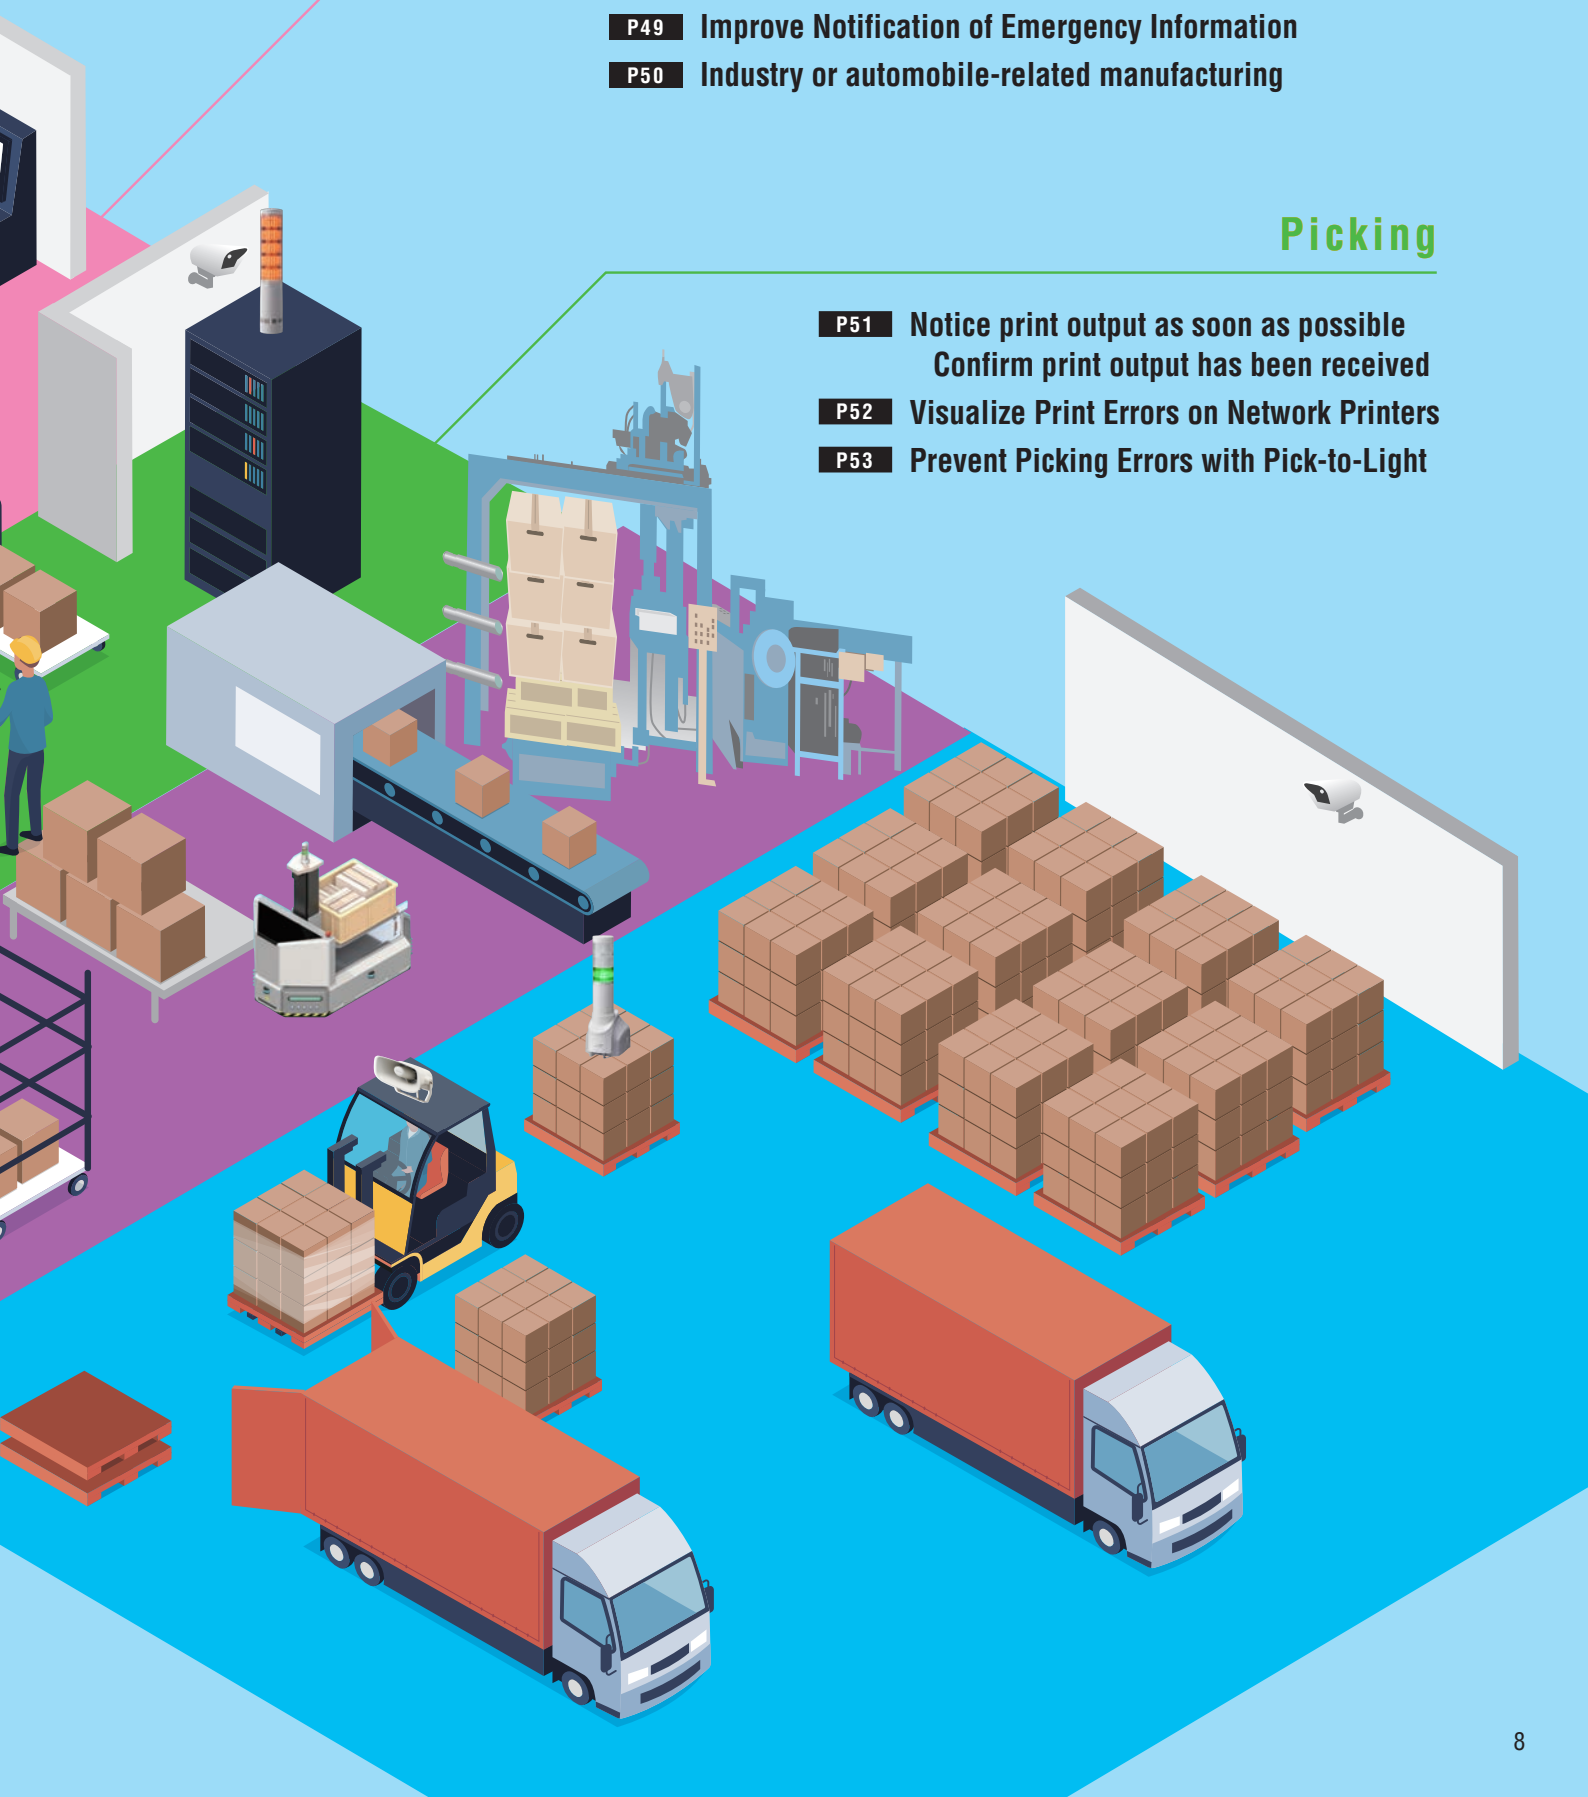 P49 Improve Notification of Emergency Information
P50 Industry or automobile-related manufacturing
Picking
P51 Notice print output as soon as possible
Confirm print output has been received
P52 Visualize Print Errors on Network Printers
P53 Prevent Picking Errors with Pick-to-Light
8